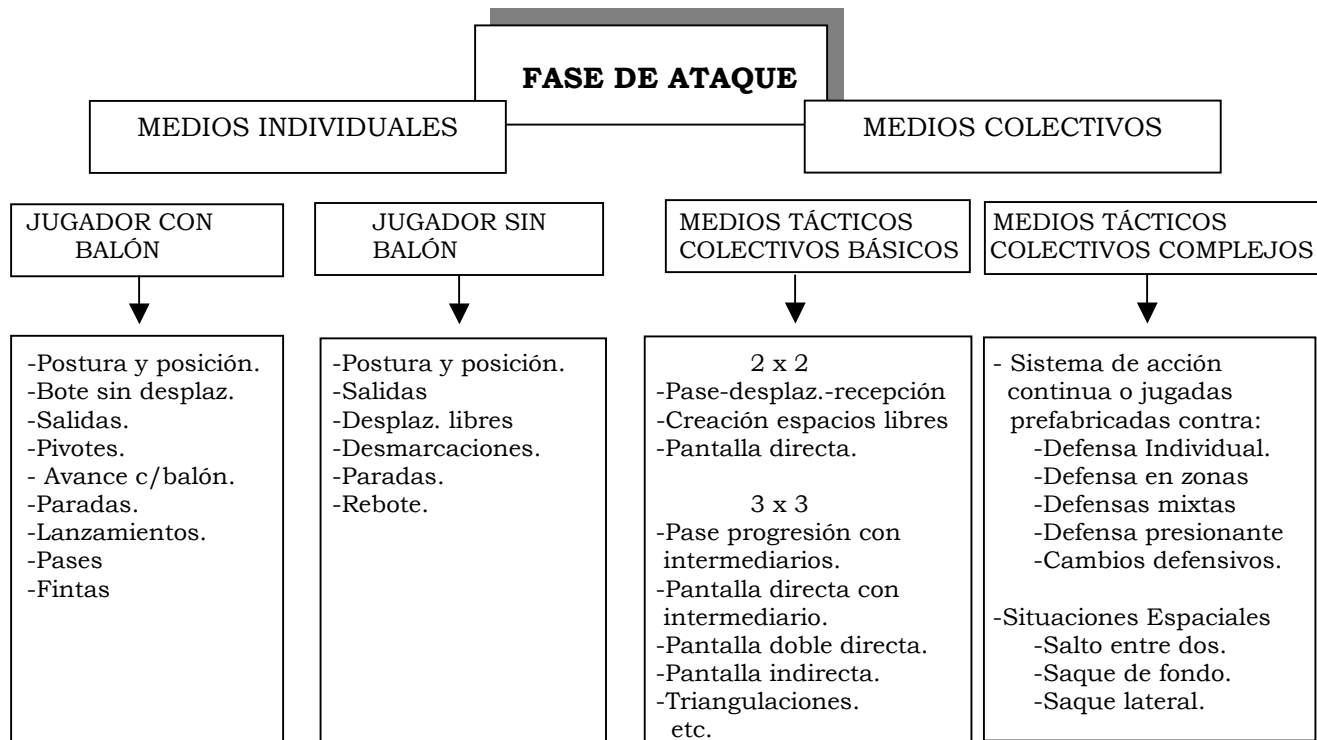 FASE DE ATAQUE
MEDIOS INDIVIDUALES
MEDIOS COLECTIVOS
JUGADOR CON
BALÓN
JUGADOR SIN
BALÓN
MEDIOS TÁCTICOS
COLECTIVOS BÁSICOS
MEDIOS TÁCTICOS
COLECTIVOS COMPLEJOS
-Postura y posición.
-Bote sin desplaz.
-Salidas.
-Pivotes.
- Avance c/balón.
-Paradas.
-Lanzamientos.
-Pases
-Fintas
-Postura y posición.
-Salidas
-Desplaz. libres
-Desmarcaciones.
-Paradas.
-Rebote.
2 x 2
-Pase-desplaz.-recepción
-Creación espacios libres
-Pantalla directa.
3 x 3
-Pase progresión con
intermediarios.
-Pantalla directa con
intermediario.
-Pantalla doble directa.
-Pantalla indirecta.
-Triangulaciones.
etc.
- Sistema de acción
continua o jugadas
prefabricadas contra:
-Defensa Individual.
-Defensa en zonas
-Defensas mixtas
-Defensa presionante
-Cambios defensivos.
-Situaciones Espaciales
-Salto entre dos.
-Saque de fondo.
-Saque lateral.